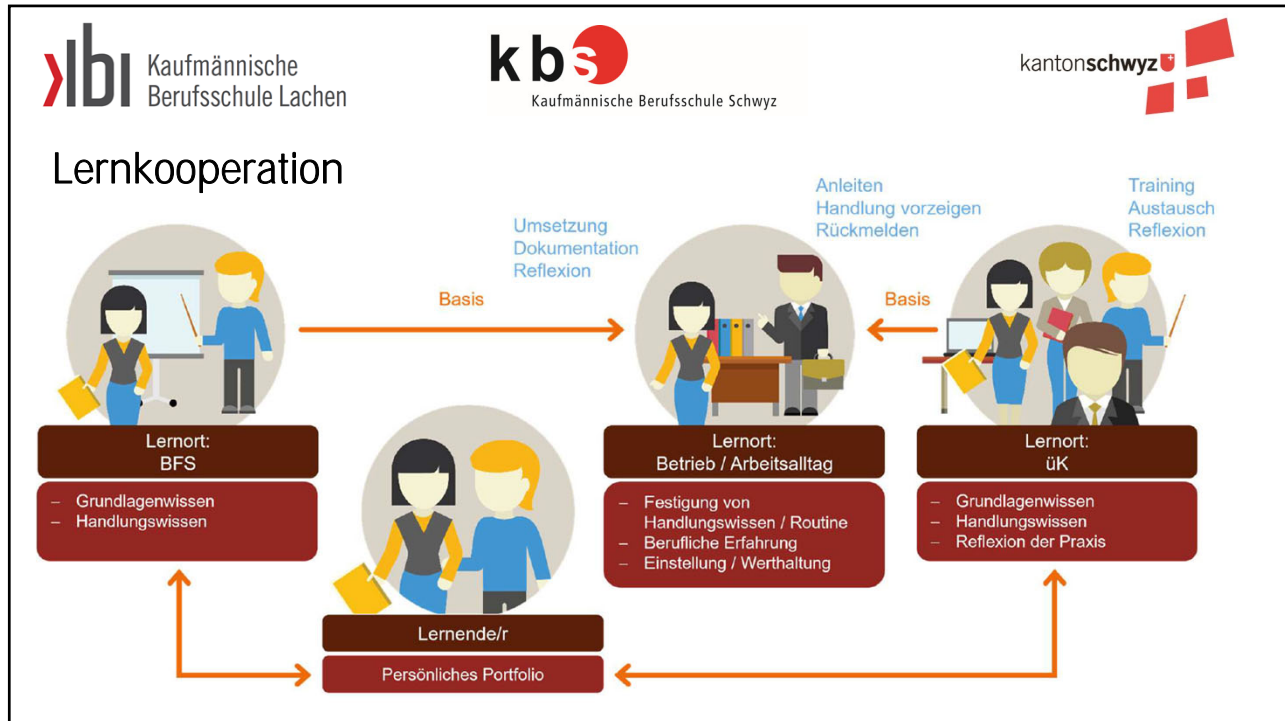 kbl Kaufmännische
Berufsschule Lachen
kbs
Kaufmännische Berufsschule Schwyz
kantonschwyz
Lernkooperation
Umsetzung
Dokumentation
Reflexion
Anleiten
Handlung vorzeigen
Rückmelden
Training
Austausch
Reflexion
Basis
Basis
Lernort:
BFS
– Grundlagenwissen
– Handlungswissen
Lernende/r
Persönliches Portfolio
Lernort:
Betrieb / Arbeitsalltag
– Festigung von
Handlungswissen / Routine
– Berufliche Erfahrung
– Einstellung / Werthaltung
Lernort:
üK
– Grundlagenwissen
– Handlungswissen
– Reflexion der Praxis